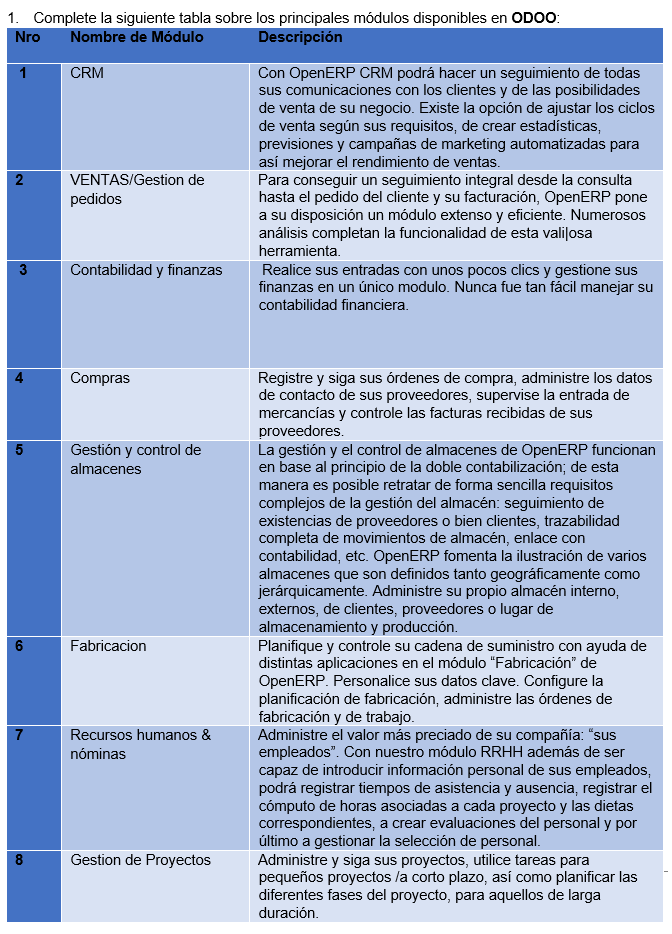 1. Complete la siguiente tabla sobre los principales módulos disponibles en ODOO:
Nro Nombre de Módulo Descripción
1 CRM Con OpenERP CRM podrá hacer un seguimiento de todas
sus comunicaciones con los clientes y de las posibilidades
de venta de su negocio. Existe la opción de ajustar los ciclos
de venta según sus requisitos, de crear estadísticas,
previsiones y campañas de marketing automatizadas para
así mejorar el rendimiento de ventas.
2 VENTAS/Gestion de Para conseguir un seguimiento integral desde la consulta
pedidos hasta el pedido del cliente y su facturación, OpenERP pone
a su disposición un módulo extenso y eficiente. Numerosos
análisis completan la funcionalidad de esta vali|osa
herramienta.
3 Contabilidad y finanzas Realice sus entradas con unos pocos clics y gestione sus
finanzas en un único modulo. Nunca fue tan fácil manejar su
contabilidad financiera.
4 Compras Registre y siga sus órdenes de compra, administre los datos
de contacto de sus proveedores, supervise la entrada de
mercancías y controle las facturas recibidas de sus
proveedores.
5 Gestión y control de La gestión y el control de almacenes de OpenERP funcionan
almacenes en base al principio de la doble contabilización; de esta
manera es posible retratar de forma sencilla requisitos
complejos de la gestión del almacén: seguimiento de
existencias de proveedores o bien clientes, trazabilidad
completa de movimientos de almacén, enlace con
contabilidad, etc. OpenERP fomenta la ilustración de varios
almacenes que son definidos tanto geográficamente como
jerárquicamente. Administre su propio almacén interno,
externos, de clientes, proveedores o lugar de
almacenamiento y producción.
6 Fabricacion Planifique y controle su cadena de suministro con ayuda de
distintas aplicaciones en el módulo “Fabricación” de
OpenERP. Personalice sus datos clave. Configure la
planificación de fabricación, administre las órdenes de
fabricación y de trabajo.
7 Recursos humanos & Administre el valor más preciado de su compañía: “sus
nóminas empleados”. Con nuestro módulo RRHH además de ser
capaz de introducir información personal de sus empleados,
podrá registrar tiempos de asistencia y ausencia, registrar el
cómputo de horas asociadas a cada proyecto y las dietas
correspondientes, a crear evaluaciones del personal y por
último a gestionar la selección de personal.
8 Gestion de Proyectos Administre y siga sus proyectos, utilice tareas para
pequeños proyectos /a corto plazo, así como planificar las
diferentes fases del proyecto, para aquellos de larga
duración.